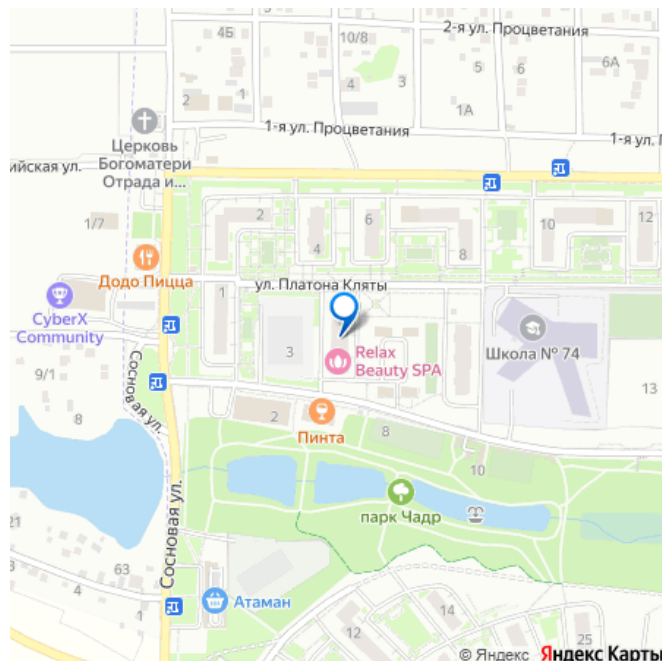 2-я ул. Процветания
4Б
10/8
3
4
5
6
6А
2
1
1А
1-я ул. Процветания
1-я ул. П
Церковь
Богоматери
Отрада и...
ийская ул.
1/7
2
4
6
8
10
12
Додо Пицца
ул. Платона Кляты
CyberX
Community
1
3
Relax
Beauty SPA
Школа № 74
9/1
8
Сосновая ул.
13
2
Пинта
8
10
парк Чадр
21
Сосновая ул.
63
4
1
Атаман
14
12
25
© Яндекс Яндекс Карты